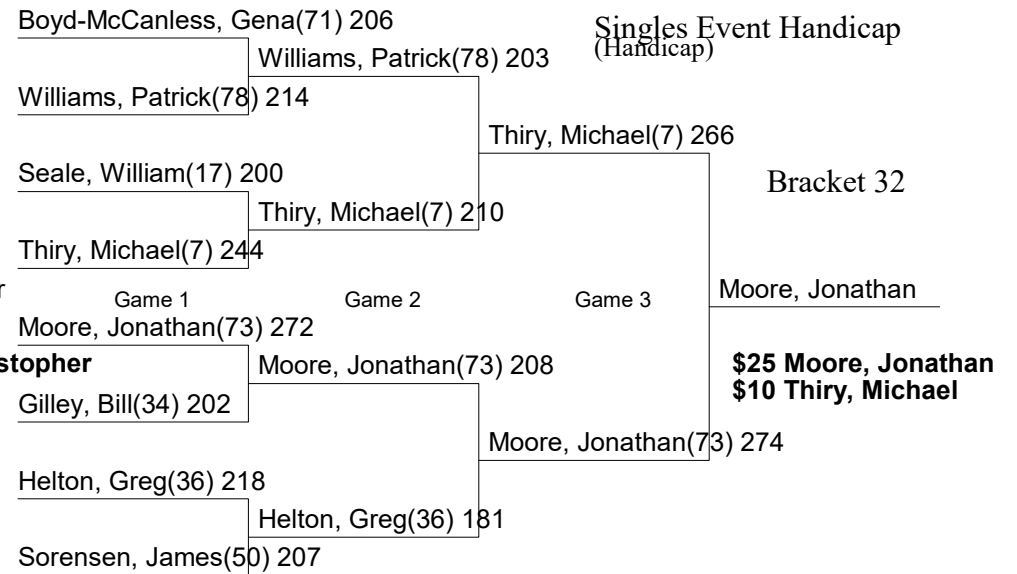 Boyd-McCanless, Gena(71) 206
Singles Event Handicap
(Handicap)
Williams, Patrick(78) 203
Williams, Patrick(78) 214
Thiry, Michael(7) 266
Seale, William(17) 200
Bracket 32
Thiry, Michael(7) 210
Thiry, Michael(7) 244
r
Game 1
Game 2
Game 3
Moore, Jonathan
Moore, Jonathan(73) 272
stopher
Moore, Jonathan(73) 208
$25 Moore, Jonathan
$10 Thiry, Michael
Gilley, Bill(34) 202
Moore, Jonathan(73) 274
Helton, Greg(36) 218
Helton, Greg(36) 181
Sorensen, James(50) 207